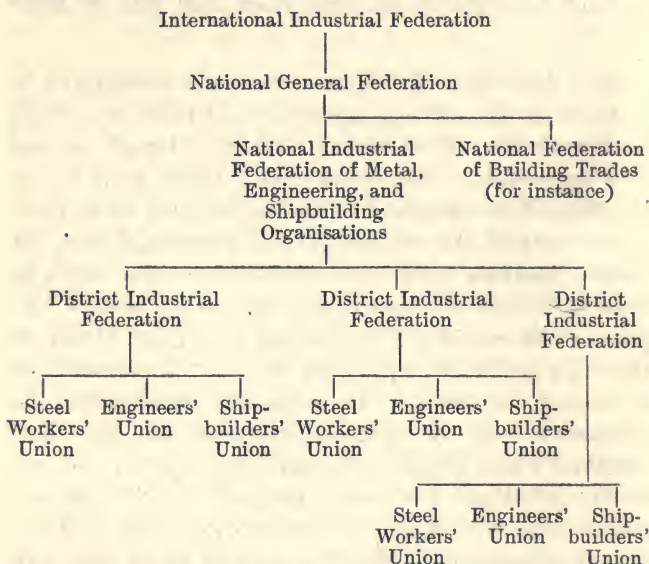 International Industrial Federation
National General Federation
National Industrial
Federation of Metal,
Engineering, and
Shipbuilding
Organisations
National Federation
of Building Trades
(for instance)
District Industrial
Federation
District Industrial
Federation
District
Industrial
Federation
Steel
Workers'
Union
Engineers'
Union
Ship-
builders'
Union
Steel
Workers'
Union
Engineers'
Union
Ship-
builders'
Union
Steel
Workers'
Union
Engineers'
Union
Ship-
builders'
Union